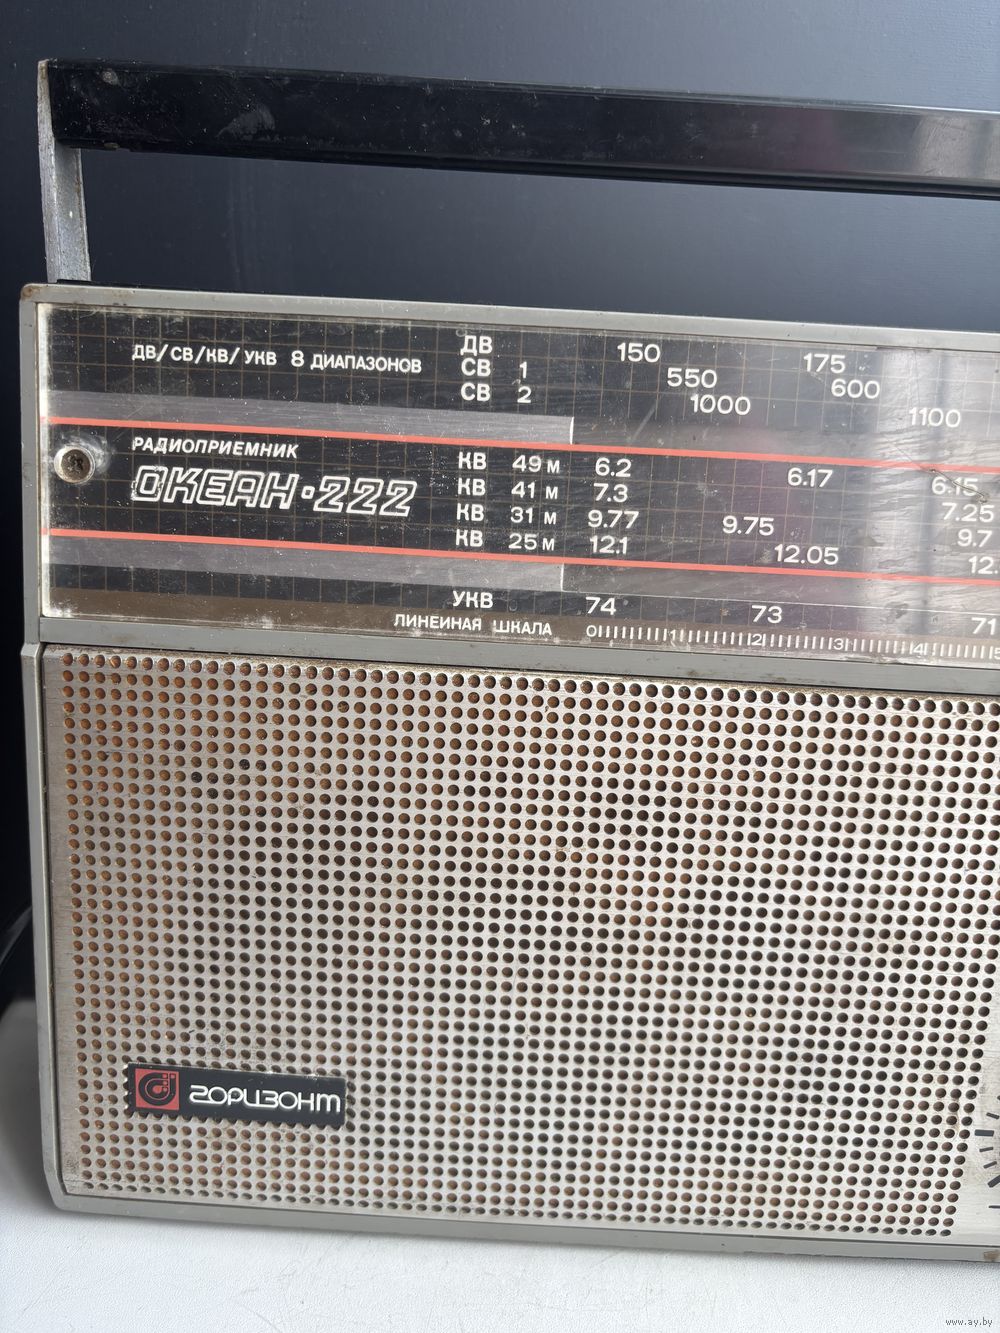 ДВ/СВ/КВ/УКВ 8 ДИАПАЗОНОВ
ДВ 150 175
СВ 1 550 600
СВ 2 1000 1100
РАДИОПРИЕМНИК
ОКЕАН-222
КВ 49 м 6.2 6.17 6.15
КВ 41 м 7.3 7.25
КВ 31 м 9.77 9.75 9.7
КВ 25 м 12.1 12.05 12.
УКВ 74 73 71
ЛИНЕЙНАЯ ШКАЛА 0 1 2 3 4 5
горизонт
www.ay.by